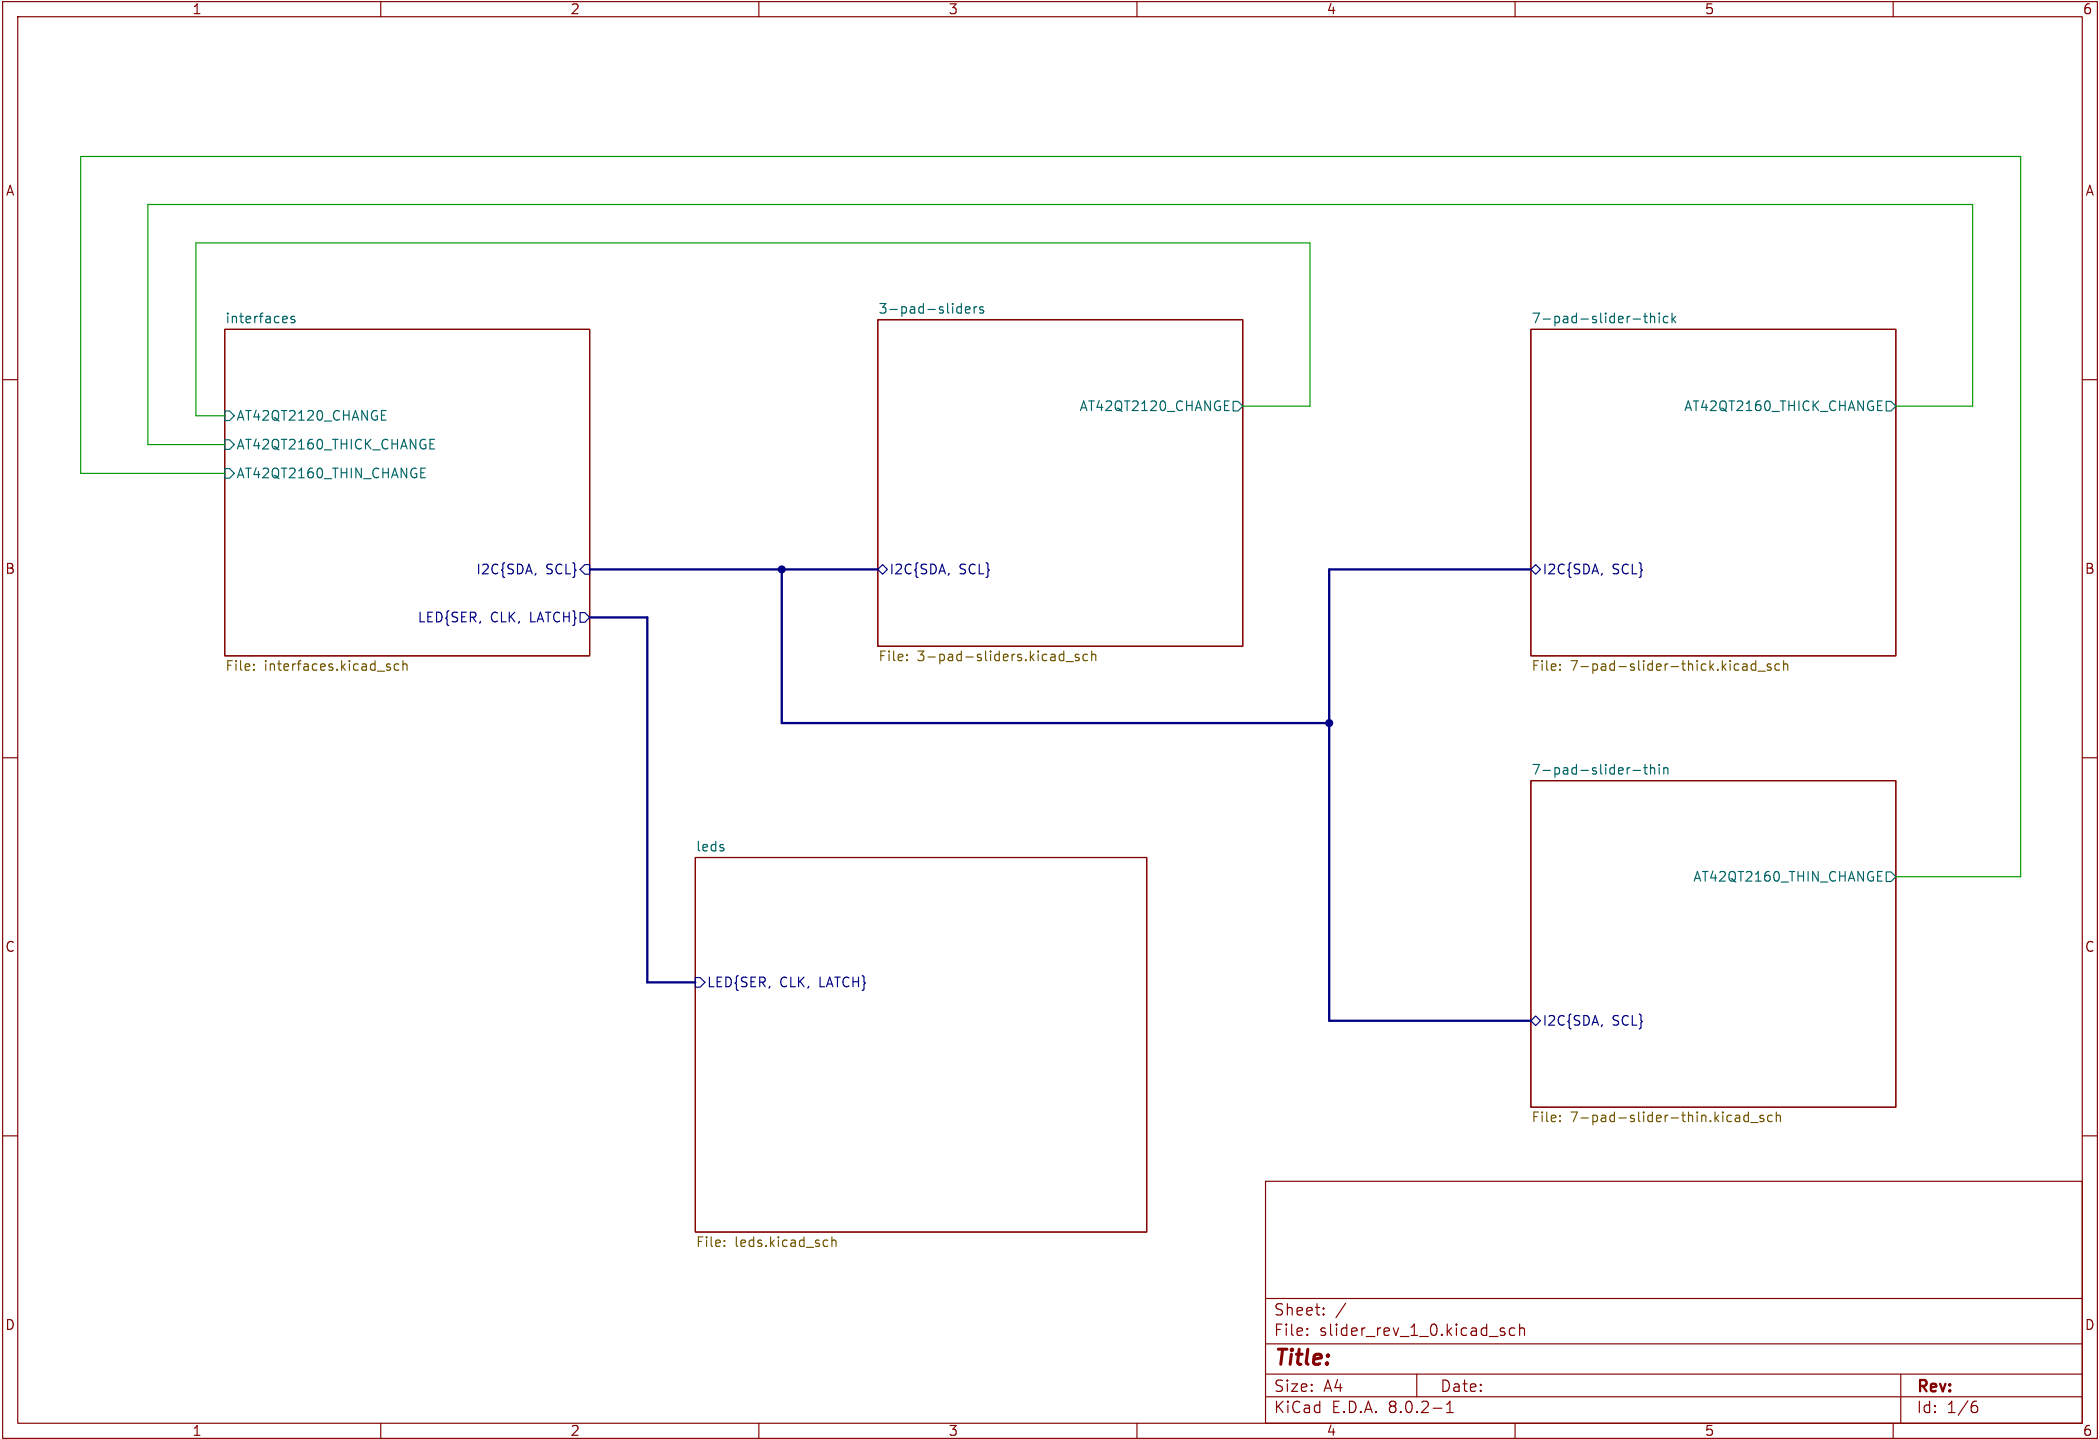 1 2 3 4 5 6
A A
3-pad-sliders
interfaces
7-pad-slider-thick
AT42QT2120_CHANGE
AT42QT2160_THICK_CHANGE
AT42QT2120_CHANGE
AT42QT2160_THICK_CHANGE
AT42QT2160_THIN_CHANGE
B B
I2C{SDA, SCL}
I2C{SDA, SCL}
I2C{SDA, SCL}
LED{SER, CLK, LATCH}
File: 3-pad-sliders.kicad_sch
File: interfaces.kicad_sch
File: 7-pad-slider-thick.kicad_sch
7-pad-slider-thin
leds
AT42QT2160_THIN_CHANGE
C C
LED{SER, CLK, LATCH}
I2C{SDA, SCL}
File: 7-pad-slider-thin.kicad_sch
File: leds.kicad_sch
Sheet: /
File: slider_rev_1_0.kicad_sch
D D
Title:
Size: A4 Date: Rev:
KiCad E.D.A. 8.0.2-1 Id: 1/6
1 2 3 4 5 6